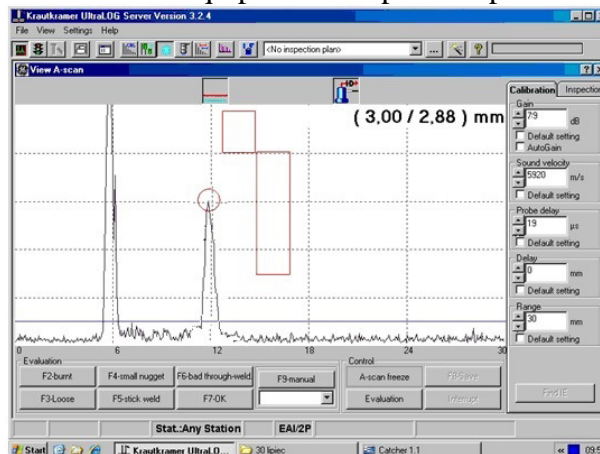 Krautkramer UltraLOG Server Version 3.2.4
File View Settings Help
<No inspection plan>
...
View A-scan
Calibration Inspection
(3,00 / 2,88) mm
Gain
79 dB
Default setting
AutoGain
Sound velocity
5920 m/s
Default setting
Probe delay
19 µs
Default setting
Delay
0 mm
Default setting
Range
30 mm
Default setting
0 6 12 18 24 30
Evaluation
Control
F2-burnt F4-small nugget F6-bad through-weld F9-manual A-scan freeze F8-Save
F3-Loose F5-stick weld F7-OK Evaluation Interrupt
Find IE
Stat.:Any Station EAI/2P
Start Krautkramer UltraLO... 30 lipiec Catcher 1.1